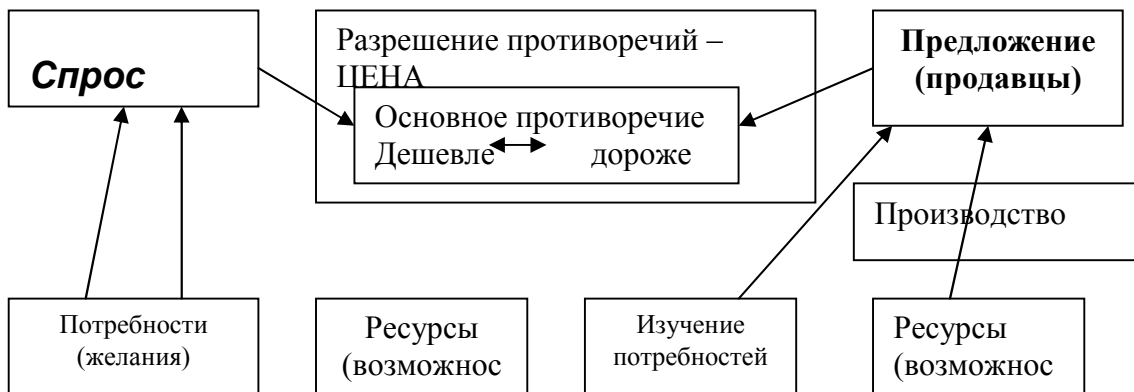 Спрос
Разрешение противоречий –
ЦЕНА
Основное противоречие
Дешевле дороже
Предложение
(продавцы)
Производство
Потребности
(желания)
Ресурсы
(возможнос
Изучение
потребностей
Ресурсы
(возможнос